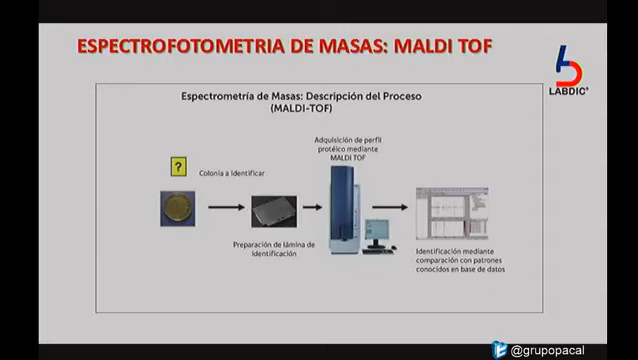 ESPECTROFOTOMETRIA DE MASAS: MALDI TOF
LABDIC®
Espectrometría de Masas: Descripción del Proceso
(MALDI-TOF)
Adquisición de perfil
protéico mediante
MALDI TOF
?
Colonia a identificar
Preparación de lámina de
identificación
Identificación mediante
comparación con patrones
conocidos en base de datos
@grupopacal